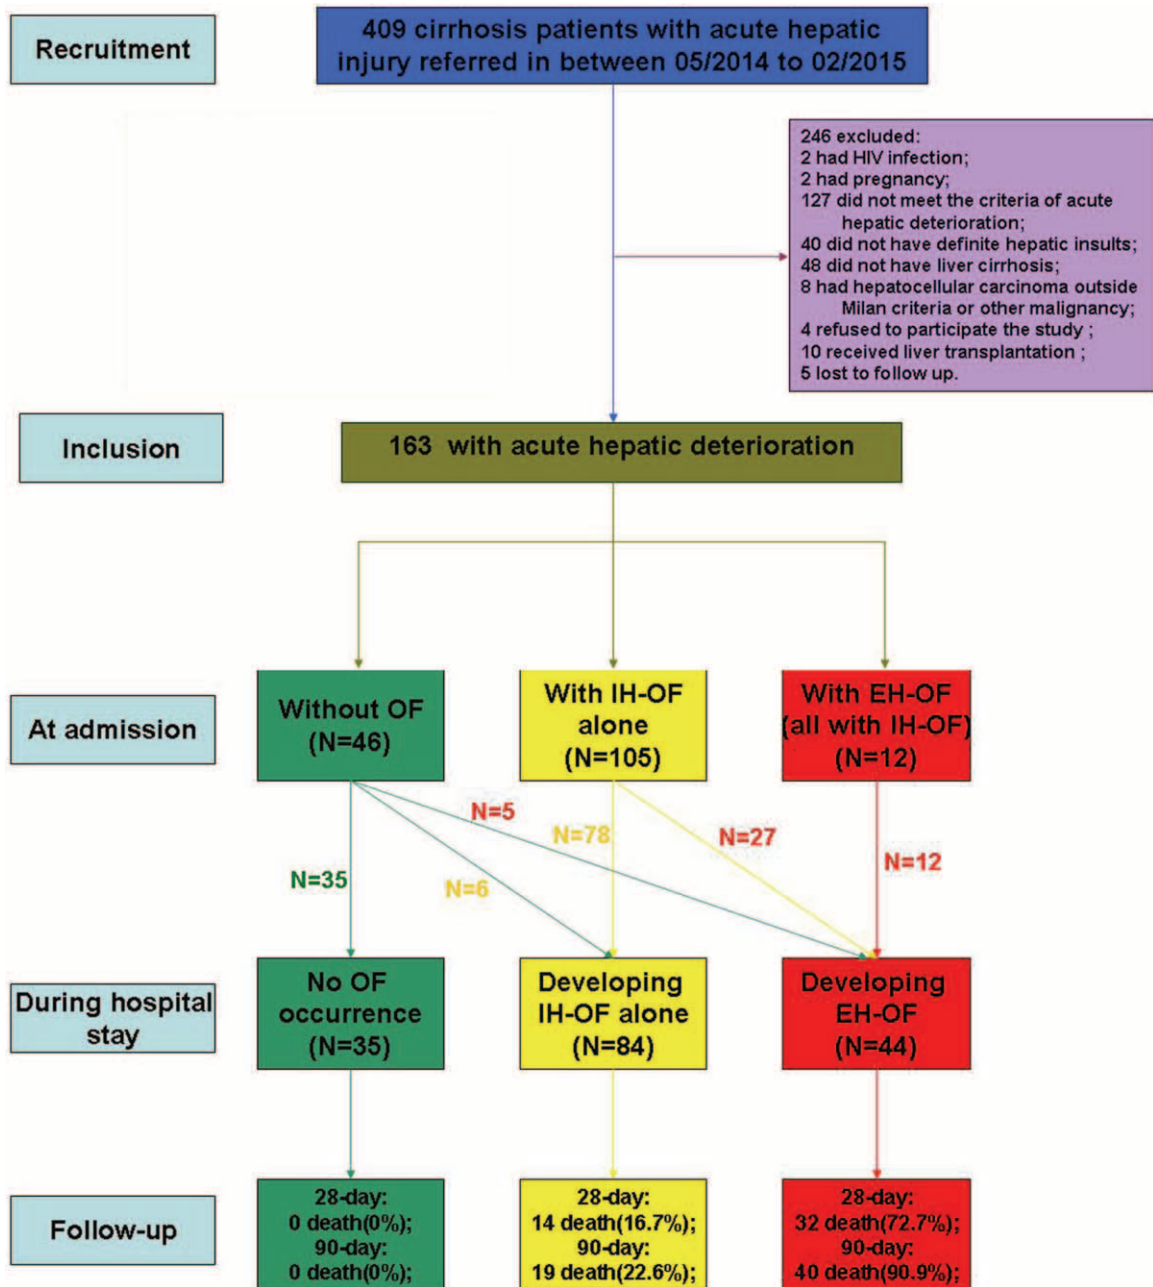 Recruitment
409 cirrhosis patients with acute hepatic
injury referred in between 05/2014 to 02/2015
246 excluded:
2 had HIV infection;
2 had pregnancy;
127 did not meet the criteria of acute
hepatic deterioration;
40 did not have definite hepatic insults;
48 did not have liver cirrhosis;
8 had hepatocellular carcinoma outside
Milan criteria or other malignancy;
4 refused to participate the study ;
10 received liver transplantation ;
5 lost to follow up.
Inclusion
163 with acute hepatic deterioration
At admission
Without OF
(N=46)
With IH-OF
alone
(N=105)
With EH-OF
(all with IH-OF)
(N=12)
N=35
N=6
N=5
N=78
N=27
N=12
During hospital
stay
No OF
occurrence
(N=35)
Developing
IH-OF alone
(N=84)
Developing
EH-OF
(N=44)
Follow-up
28-day:
0 death(0%);
90-day:
0 death(0%);
28-day:
14 death(16.7%);
90-day:
19 death(22.6%);
28-day:
32 death(72.7%);
90-day:
40 death(90.9%);